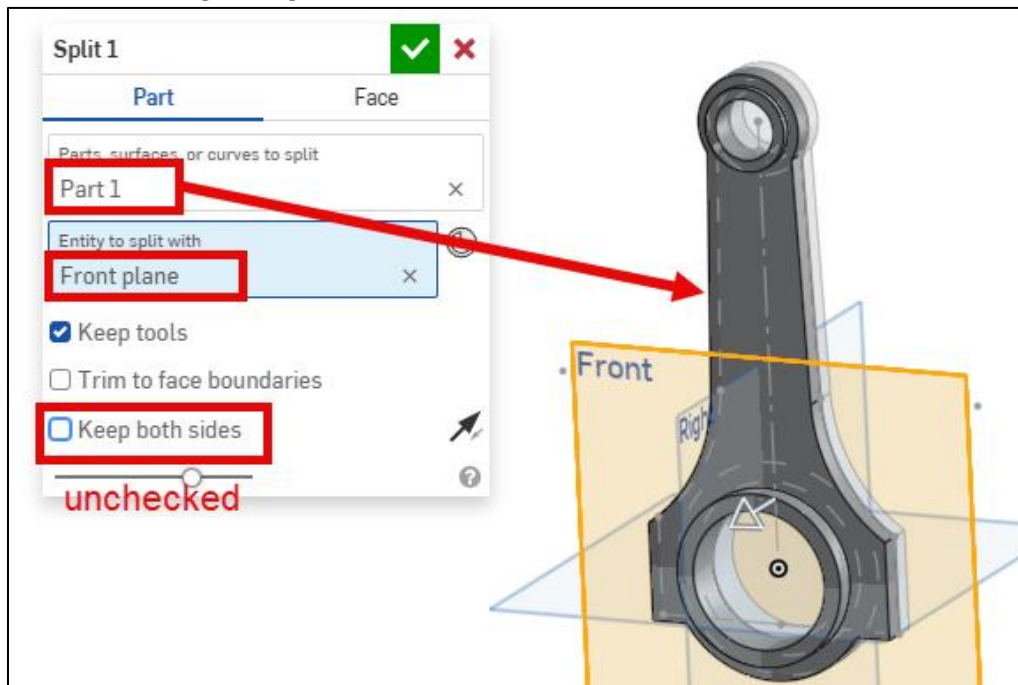 Split 1
Part Face
Parts, surfaces, or curves to split
Part 1
Entity to split with
Front plane
Keep tools
Trim to face boundaries
Keep both sides
unchecked
Front
Right